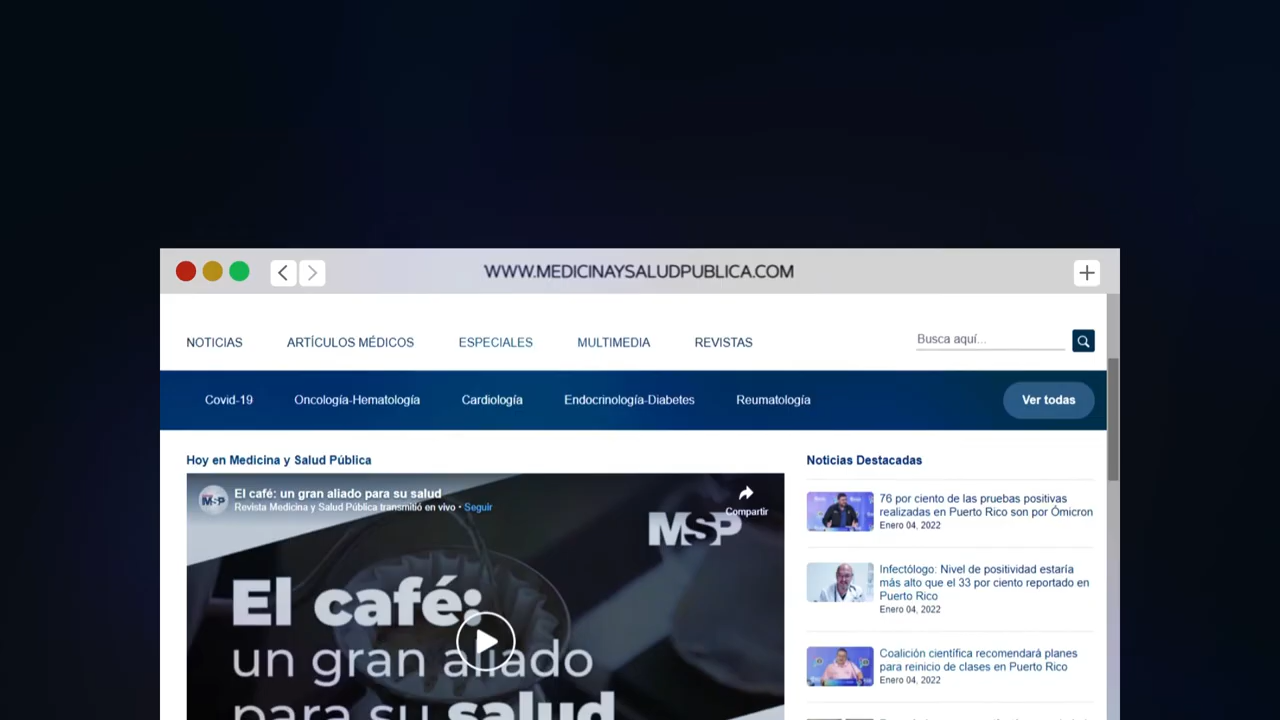 WWW.MEDICINAYSALUDPUBLICA.COM
NOTICIAS
ARTÍCULOS MÉDICOS
ESPECIALES
MULTIMEDIA
REVISTAS
Busca aquí...
Covid-19
Oncología-Hematología
Cardiología
Endocrinología-Diabetes
Reumatología
Ver todas
Hoy en Medicina y Salud Pública
MSP
El café: un gran aliado para su salud
Revista Medicina y Salud Pública transmitió en vivo · Seguir
Compartir
MSP
El café:
un gran aliado
para su salud
Noticias Destacadas
76 por ciento de las pruebas positivas
realizadas en Puerto Rico son por Ómicron
Enero 04, 2022
Infectólogo: Nivel de positividad estaría
más alto que el 33 por ciento reportado en
Puerto Rico
Enero 04, 2022
Coalición científica recomendará planes
para reinicio de clases en Puerto Rico
Enero 04, 2022